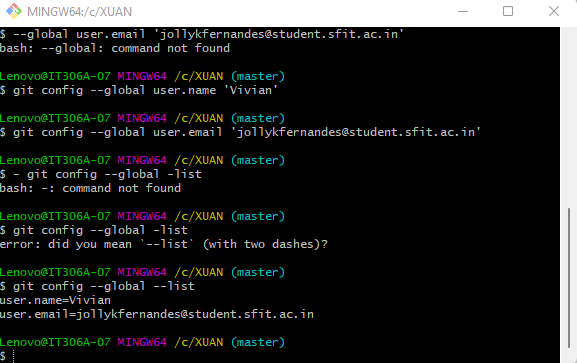 MINGW64:/c/XUAN
$ --global user.email 'jollykfernandes@student.sfit.ac.in'
bash: --global: command not found
Lenovo@IT306A-07 MINGW64 /c/XUAN (master)
$ git config --global user.name 'Vivian'
Lenovo@IT306A-07 MINGW64 /c/XUAN (master)
$ git config --global user.email 'jollykfernandes@student.sfit.ac.in'
Lenovo@IT306A-07 MINGW64 /c/XUAN (master)
$ - git config --global -list
bash: -: command not found
Lenovo@IT306A-07 MINGW64 /c/XUAN (master)
$ git config --global -list
error: did you mean `--list` (with two dashes)?
Lenovo@IT306A-07 MINGW64 /c/XUAN (master)
$ git config --global --list
user.name=Vivian
user.email=jollykfernandes@student.sfit.ac.in
Lenovo@IT306A-07 MINGW64 /c/XUAN (master)
$